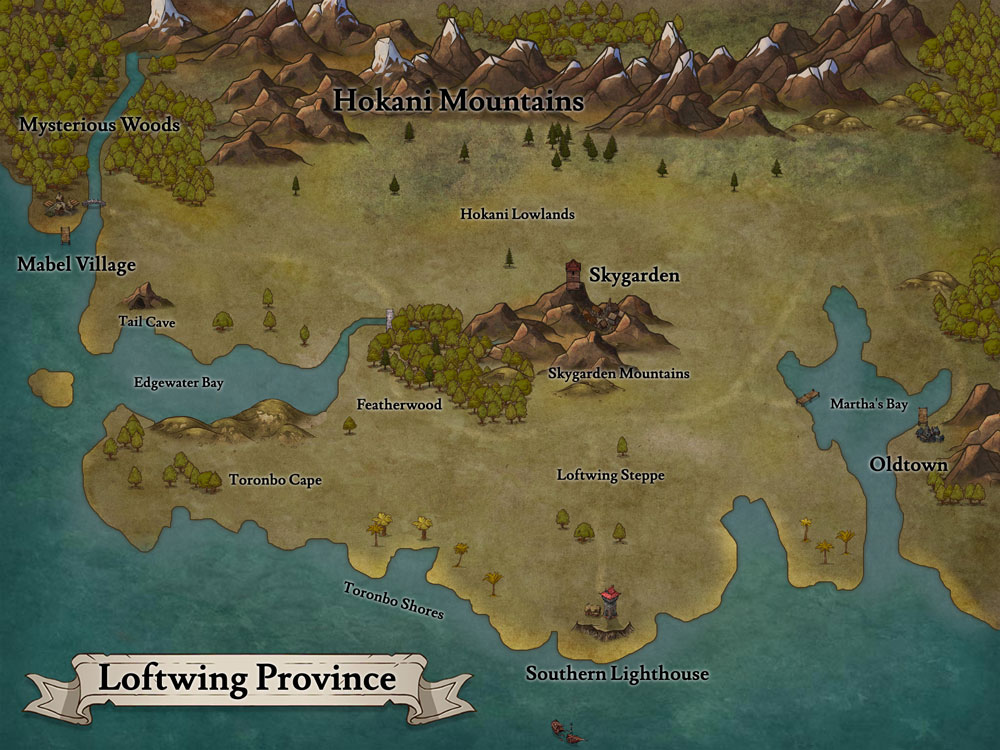 Hokani Mountains
Mysterious Woods
Hokani Lowlands
Mabel Village
Skygarden
Tail Cave
Skygarden Mountains
Edgewater Bay
Featherwood
Martha's Bay
Oldtown
Loftwing Steppe
Toronbo Cape
Toronbo Shores
Southern Lighthouse
Loftwing Province